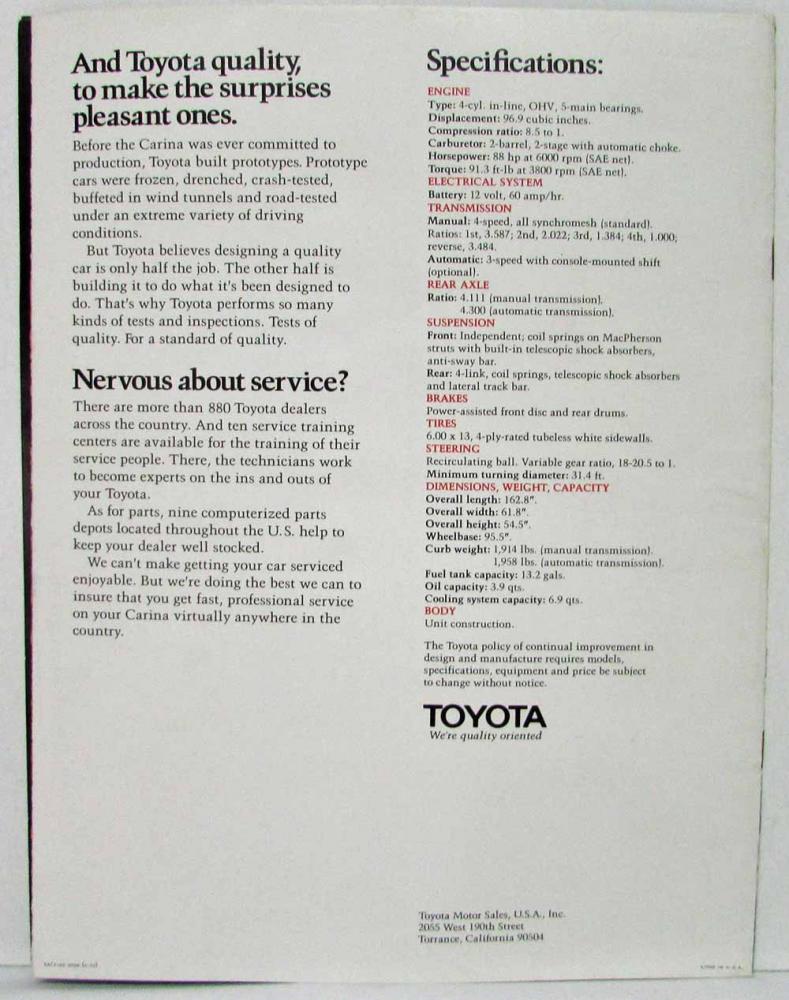 And Toyota quality,
to make the surprises
pleasant ones.
Before the Carina was ever committed to
production, Toyota built prototypes. Prototype
cars were frozen, drenched, crash-tested,
buffeted in wind tunnels and road-tested
under an extreme variety of driving
conditions.
But Toyota believes designing a quality
car is only half the job. The other half is
building it to do what it's been designed to
do. That's why Toyota performs so many
kinds of tests and inspections. Tests of
quality. For a standard of quality.
Nervous about service?
There are more than 880 Toyota dealers
across the country. And ten service training
centers are available for the training of their
service people. There, the technicians work
to become experts on the ins and outs of
your Toyota.
As for parts, nine computerized parts
depots located throughout the U.S. help to
keep your dealer well stocked.
We can't make getting your car serviced
enjoyable. But we're doing the best we can to
insure that you get fast, professional service
on your Carina virtually anywhere in the
country.
Specifications:
ENGINE
Type: 4-cyl. in-line, OHV, 5-main bearings.
Displacement: 96.9 cubic inches.
Compression ratio: 8.5 to 1.
Carburetor: 2-barrel, 2-stage with automatic choke.
Horsepower: 88 hp at 6000 rpm (SAE net).
Torque: 91.3 ft-lb at 3800 rpm (SAE net).
ELECTRICAL SYSTEM
Battery: 12 volt, 60 amp/hr.
TRANSMISSION
Manual: 4-speed, all synchromesh (standard).
Ratios: 1st, 3.587; 2nd, 2.022; 3rd, 1.384; 4th, 1.000;
reverse, 3.484.
Automatic: 3-speed with console-mounted shift
(optional).
REAR AXLE
Ratio: 4.111 (manual transmission).
4.300 (automatic transmission).
SUSPENSION
Front: Independent; coil springs on MacPherson
struts with built-in telescopic shock absorbers,
anti-sway bar.
Rear: 4-link, coil springs, telescopic shock absorbers
and lateral track bar.
BRAKES
Power-assisted front disc and rear drums.
TIRES
6.00 x 13, 4-ply-rated tubeless white sidewalls.
STEERING
Recirculating ball. Variable gear ratio, 18-20.5 to 1.
Minimum turning diameter: 31.4 ft.
DIMENSIONS, WEIGHT, CAPACITY
Overall length: 162.8".
Overall width: 61.8".
Overall height: 54.5".
Wheelbase: 95.5".
Curb weight: 1,914 lbs. (manual transmission).
1,958 lbs. (automatic transmission).
Fuel tank capacity: 13.2 gals.
Oil capacity: 3.9 qts.
Cooling system capacity: 6.9 qts.
BODY
Unit construction.
The Toyota policy of continual improvement in
design and manufacture requires models,
specifications, equipment and price be subject
to change without notice.
TOYOTA
We're quality oriented
Toyota Motor Sales, U.S.A., Inc.
2055 West 190th Street
Torrance, California 90504